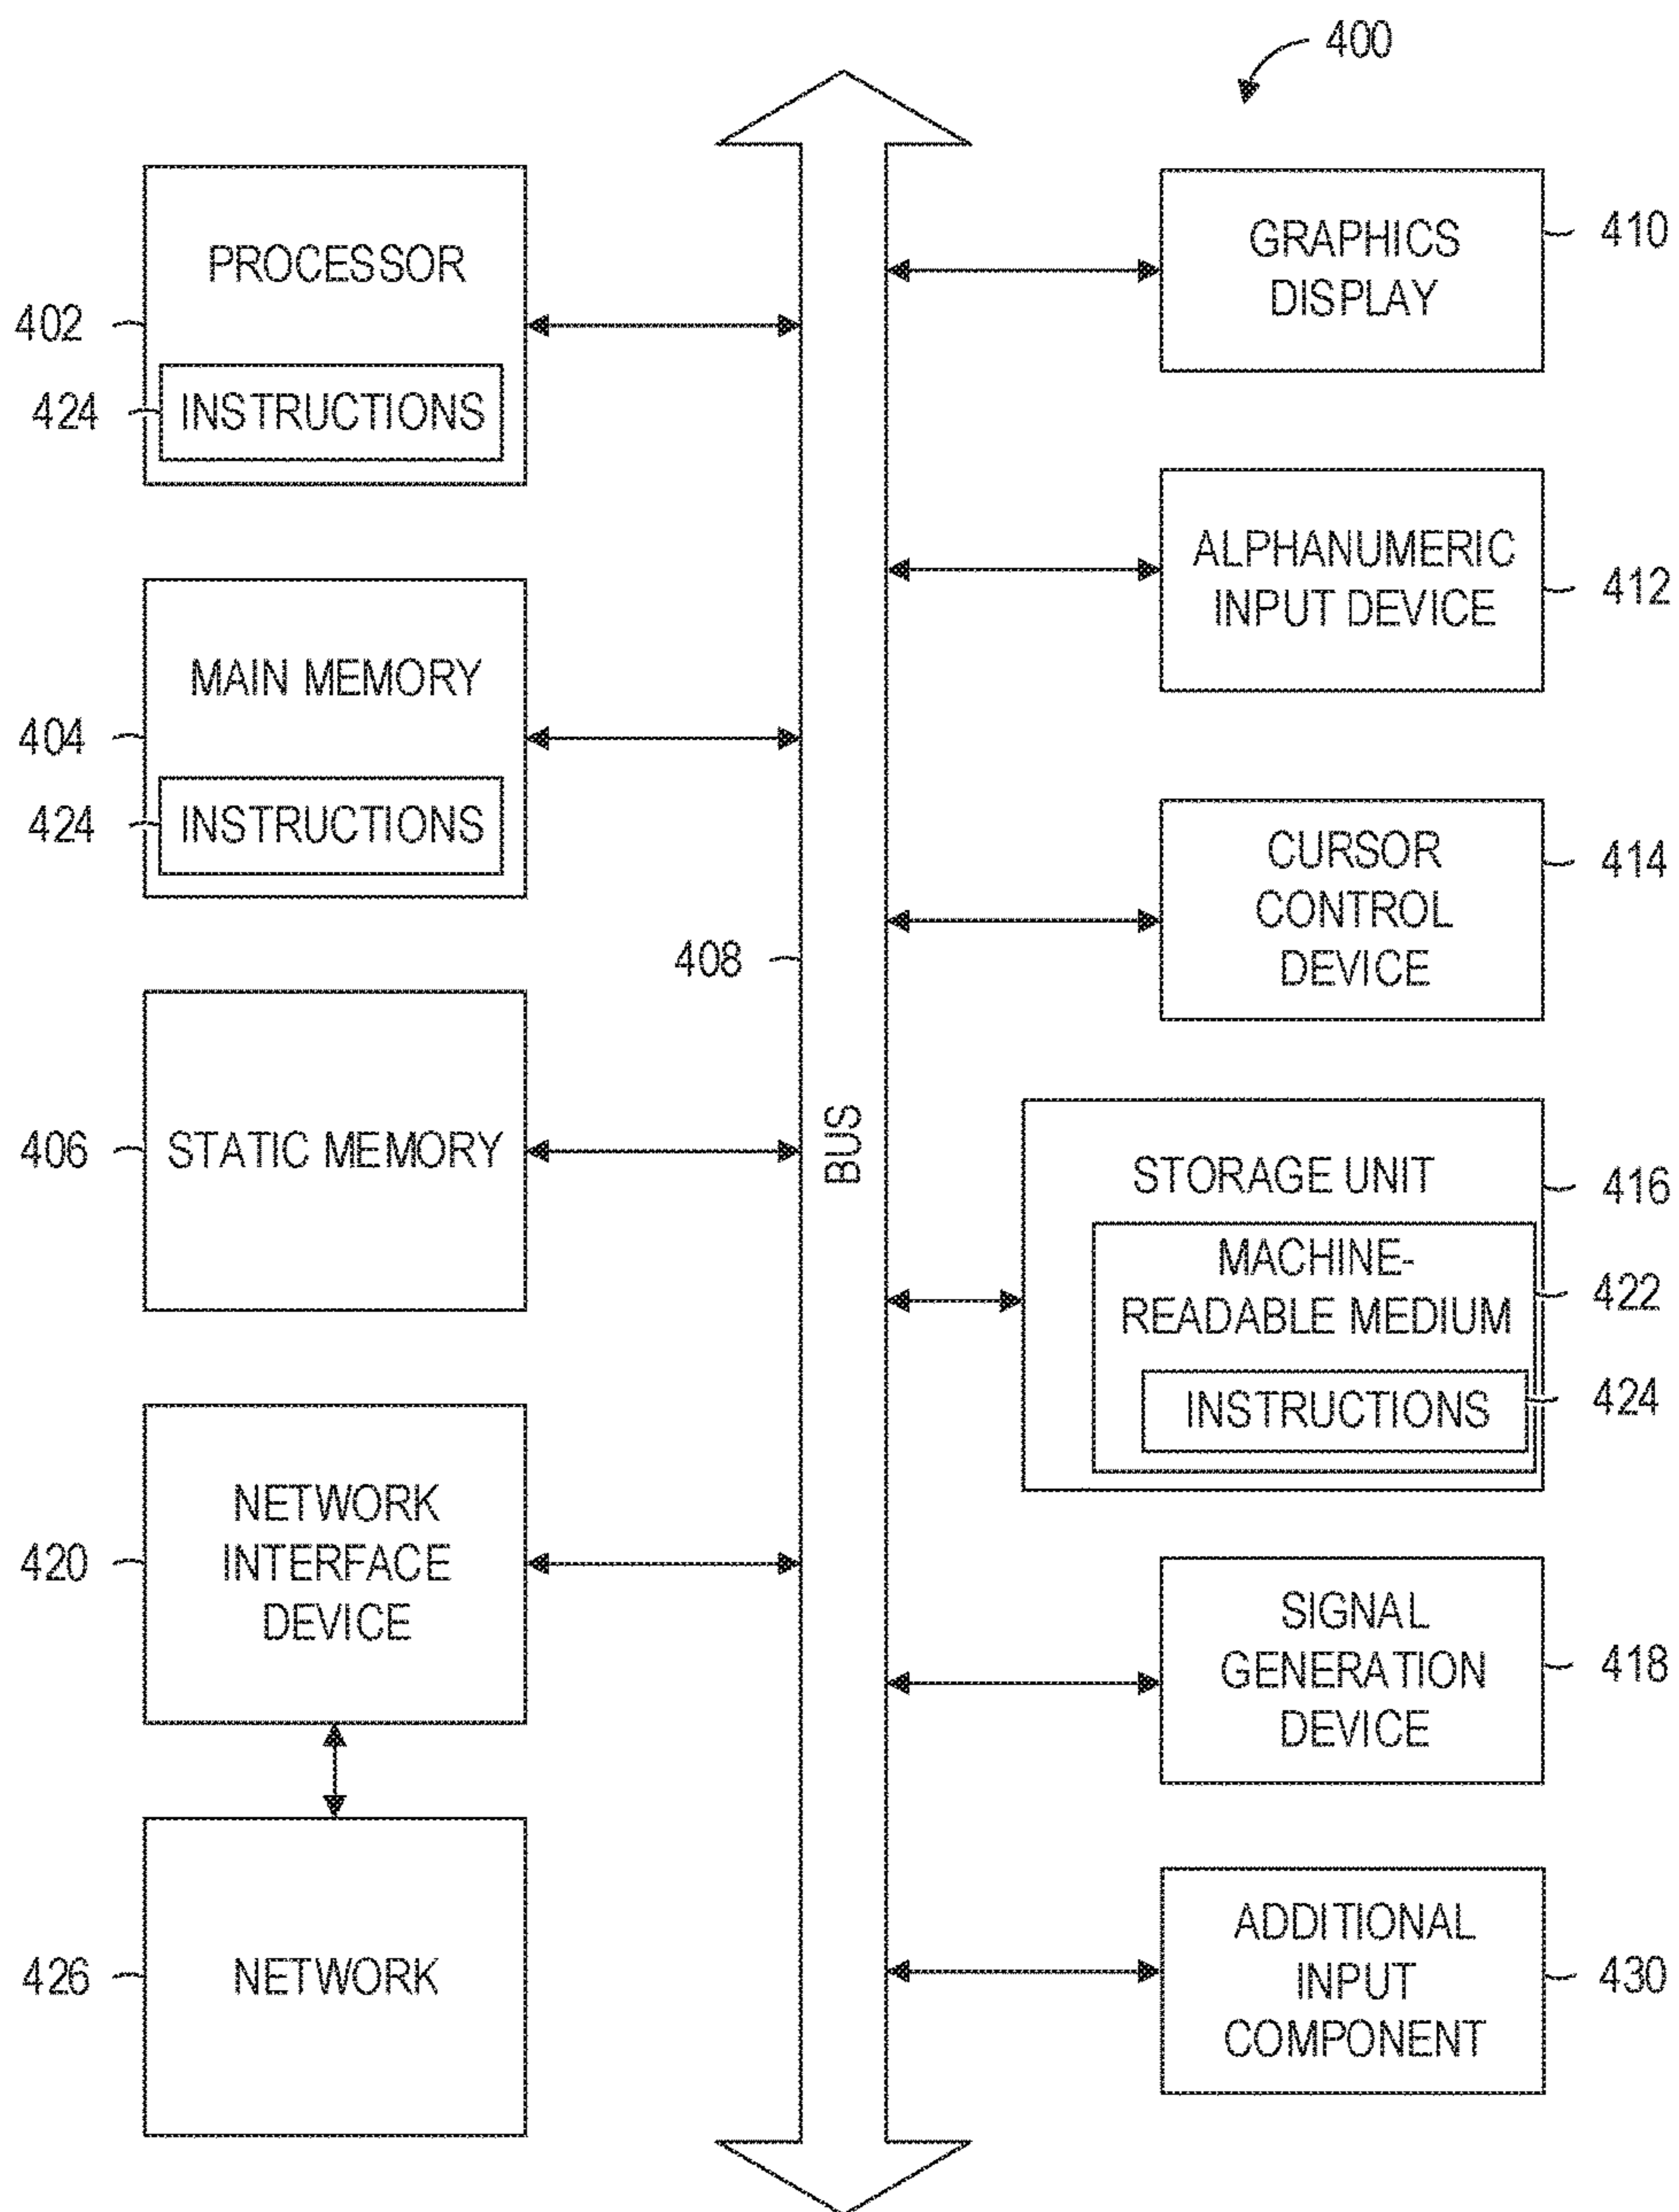 400
PROCESSOR
402
424
INSTRUCTIONS
MAIN MEMORY
404
424
INSTRUCTIONS
406
STATIC MEMORY
NETWORK
INTERFACE
DEVICE
420
426
NETWORK
408
BUS
GRAPHICS
DISPLAY
410
ALPHANUMERIC
INPUT DEVICE
412
CURSOR
CONTROL
DEVICE
414
STORAGE UNIT
416
MACHINE-
READABLE MEDIUM
422
INSTRUCTIONS
424
SIGNAL
GENERATION
DEVICE
418
ADDITIONAL
INPUT
COMPONENT
430